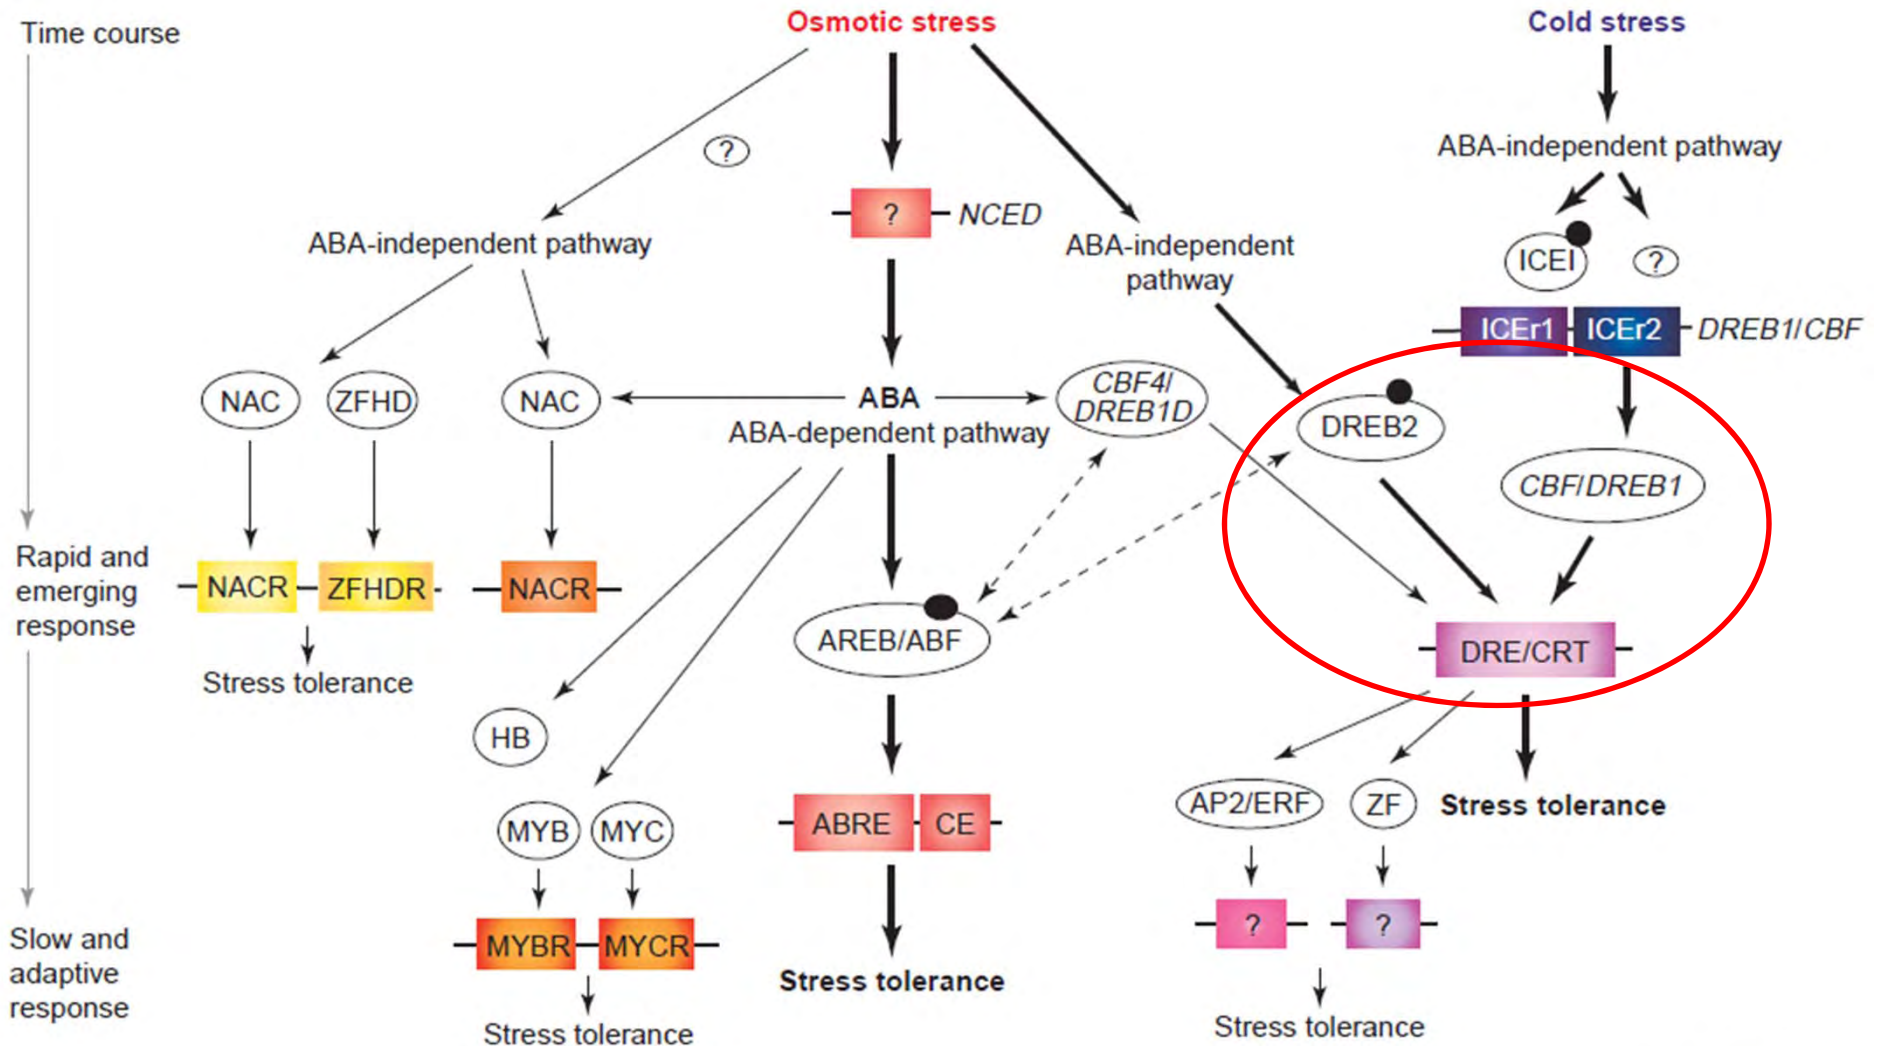 Time course
Osmotic stress
Cold stress
ABA-independent pathway
?
? NCED
ABA-independent pathway
ABA-independent
pathway
ICEI
?
ICEr1 ICEr2 DREB1/CBF
NAC
ZFHD
NAC
ABA
ABA-dependent pathway
CBF4/
DREB1D
DREB2
CBF/DREB1
Rapid and
emerging
response
NACR ZFHDR
NACR
Stress tolerance
AREB/ABF
DRE/CRT
HB
MYB
MYC
ABRE CE
AP2/ERF
ZF
Stress tolerance
MYBR MYCR
?
?
Slow and
adaptive
response
Stress tolerance
Stress tolerance
Stress tolerance